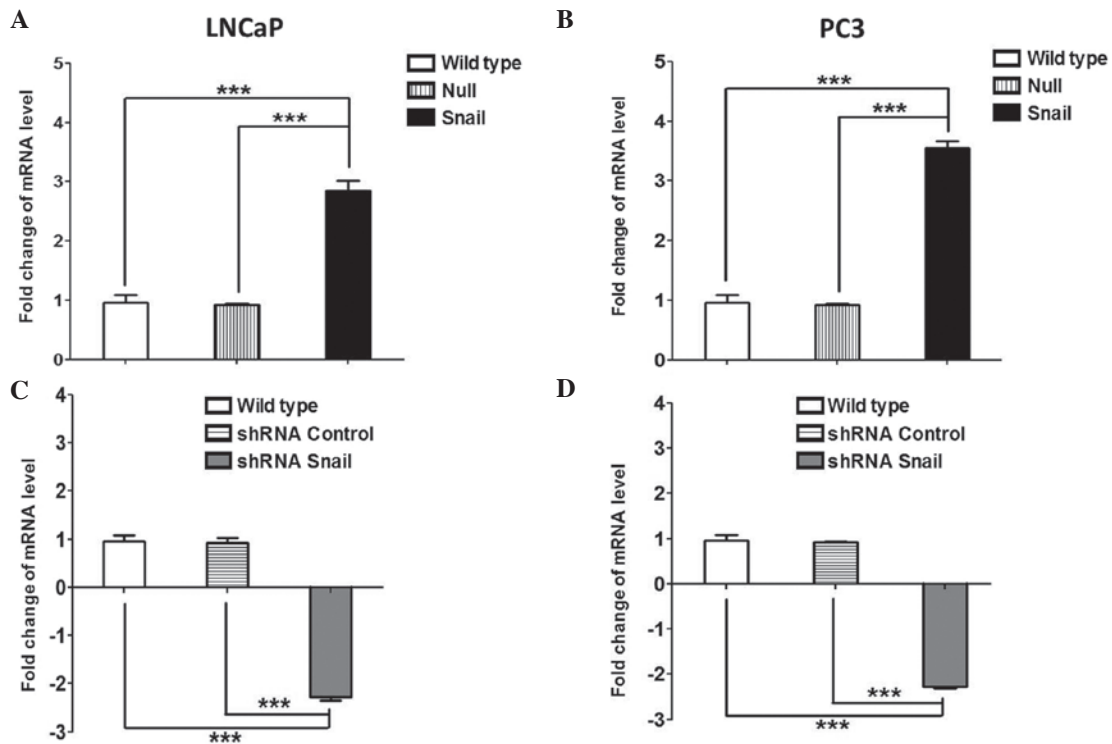 A
LNCaP
Wild type
Null
Snail
Fold change of mRNA level
5
4
3
2
1
0
***
***
B
PC3
Wild type
Null
Snail
Fold change of mRNA level
5
4
3
2
1
0
***
***
C
Wild type
shRNA Control
shRNA Snail
Fold change of mRNA level
4
3
2
1
0
-1
-2
-3
***
***
D
Wild type
shRNA Control
shRNA Snail
Fold change of mRNA level
4
3
2
1
0
-1
-2
-3
***
***